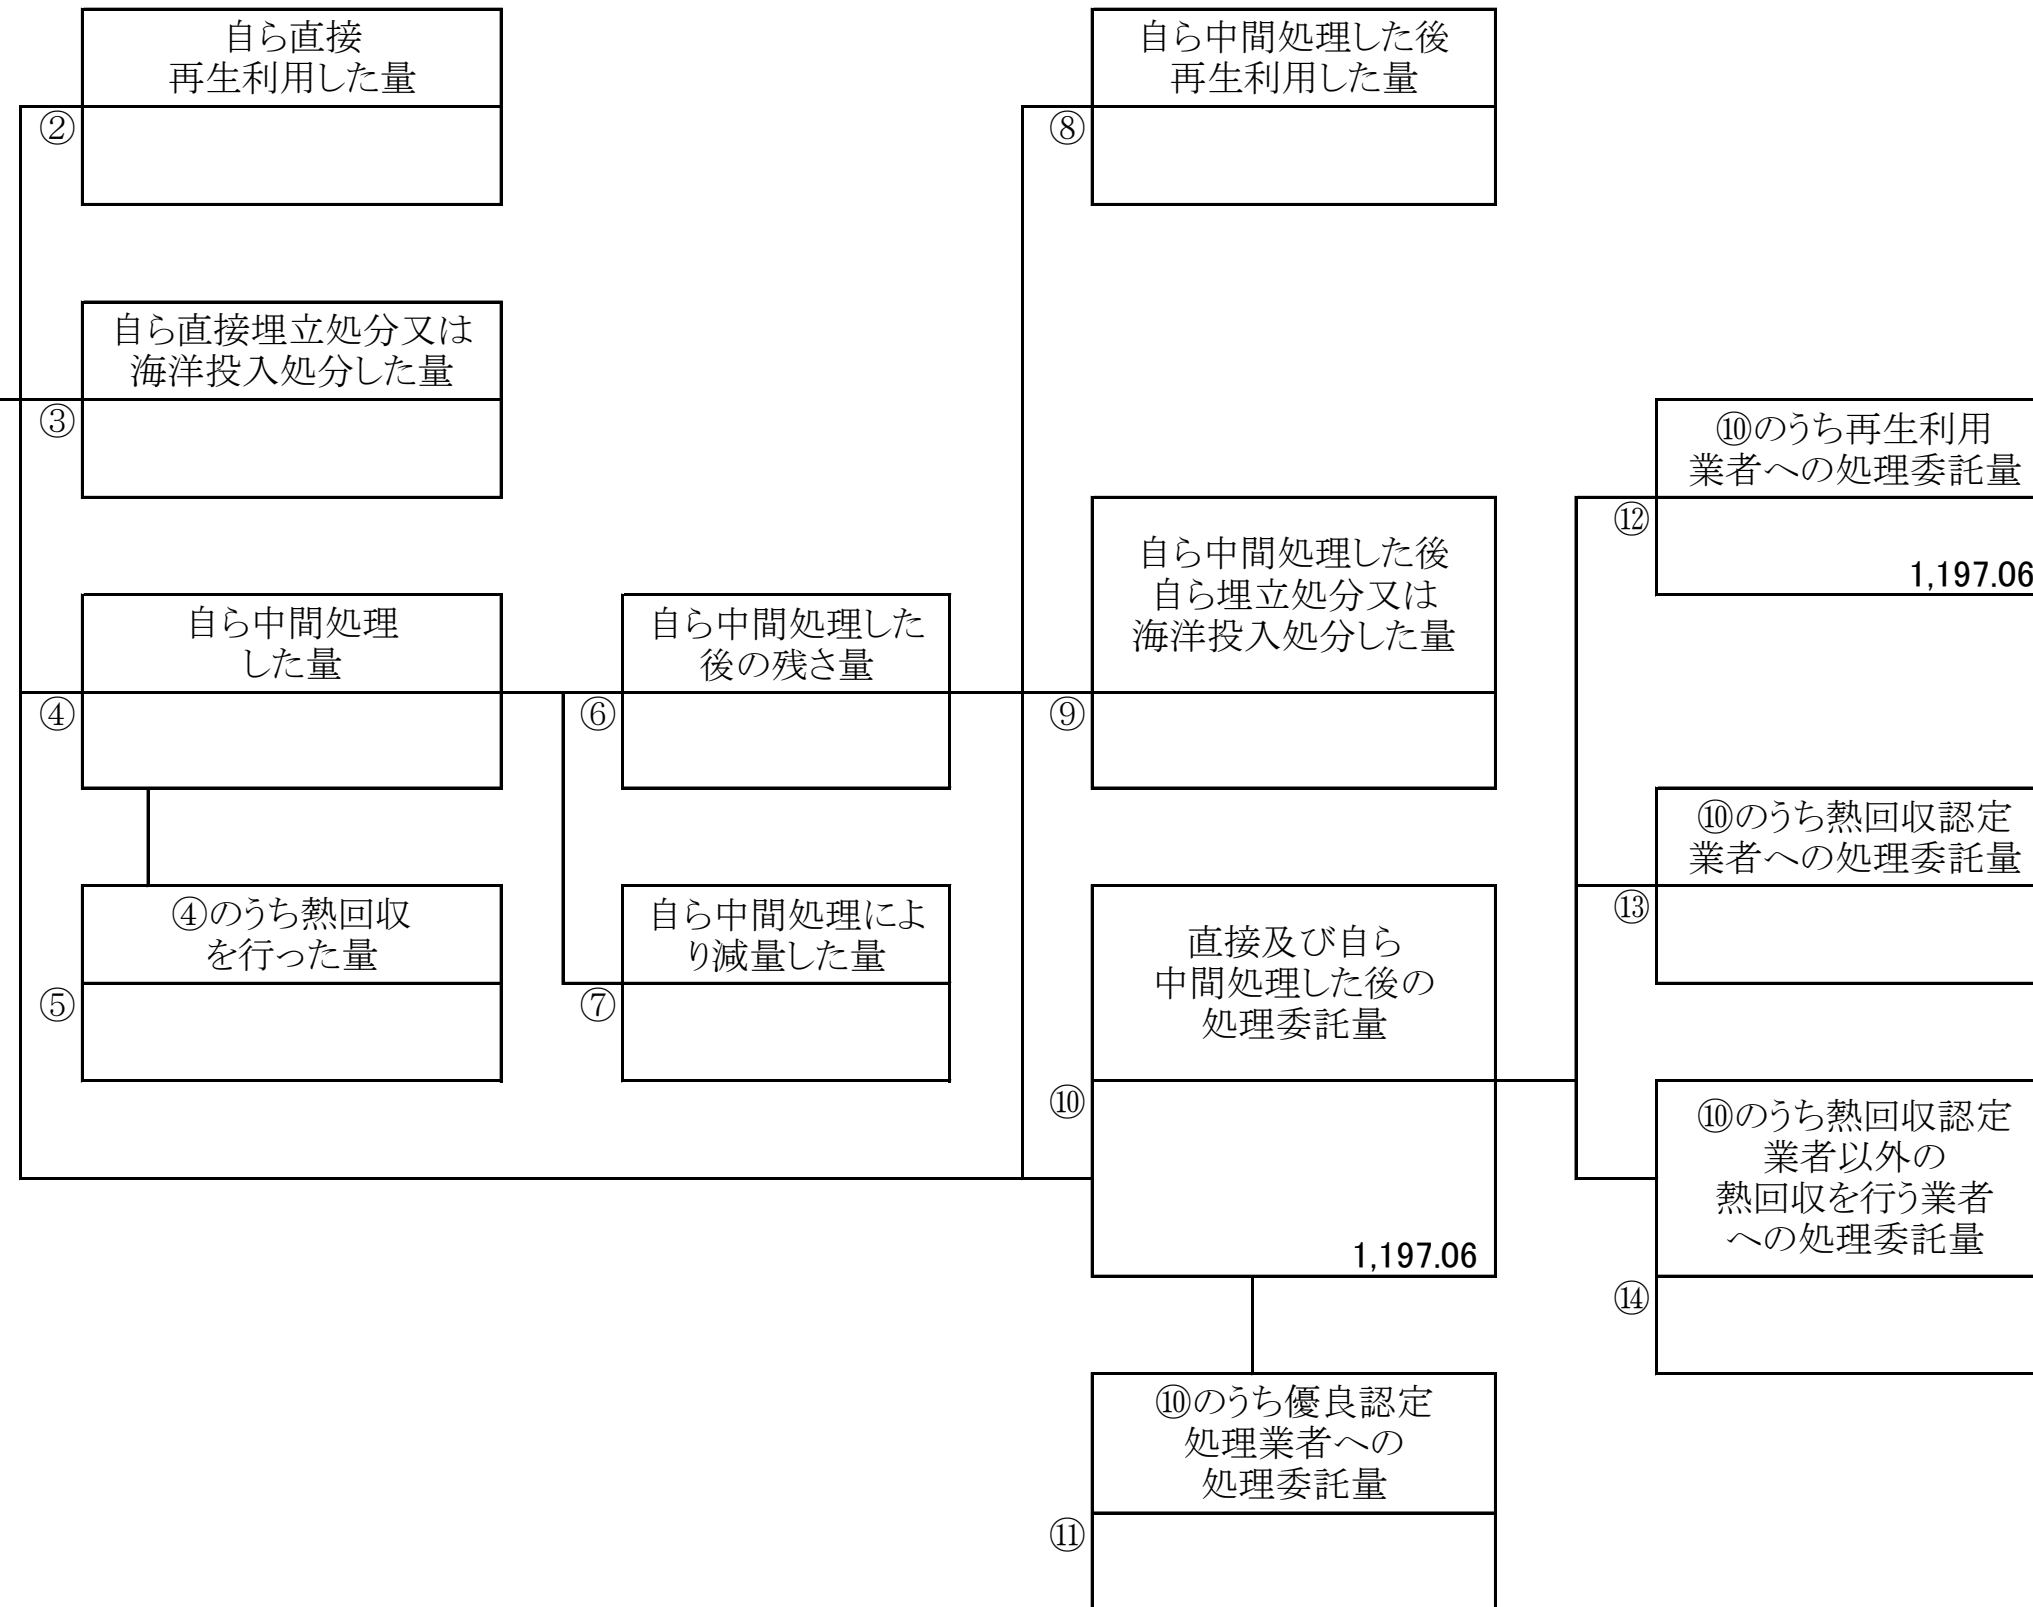 自ら直接
再生利用した量
②
自ら直接埋立処分又は
海洋投入処分した量
③
自ら中間処理
した量
④
④のうち熱回収
を行った量
⑤
自ら中間処理した
後の残さ量
⑥
自ら中間処理によ
り減量した量
⑦
自ら中間処理した後
再生利用した量
⑧
自ら中間処理した後
自ら埋立処分又は
海洋投入処分した量
⑨
直接及び自ら
中間処理した後の
処理委託量
⑩
1,197.06
⑩のうち優良認定
処理業者への
処理委託量
⑪
⑩のうち再生利用
業者への処理委託量
⑫
1,197.06
⑩のうち熱回収認定
業者への処理委託量
⑬
⑩のうち熱回収認定
業者以外の
熱回収を行う業者
への処理委託量
⑭